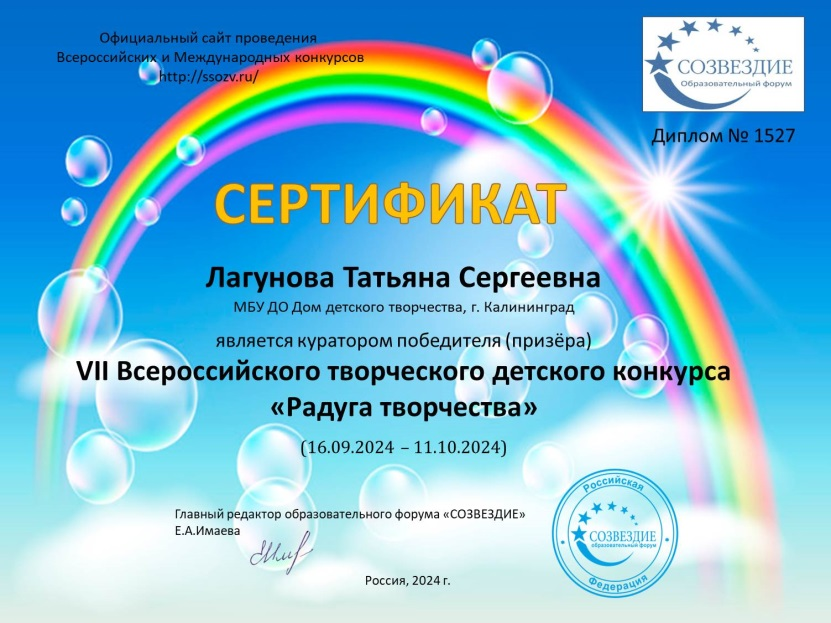 Официальный сайт проведения
Всероссийских и Международных конкурсов
http://ssozv.ru/
СОЗВЕЗДИЕ
Образовательный форум
Диплом № 1527
СЕРТИФИКАТ
Лагунова Татьяна Сергеевна
МБУ ДО Дом детского творчества, г. Калининград
является куратором победителя (призёра)
VII Всероссийского творческого детского конкурса
«Радуга творчества»
(16.09.2024 – 11.10.2024)
Главный редактор образовательного форума «СОЗВЕЗДИЕ»
Е.А.Имаева
Российская
СОЗВЕЗДИЕ
образовательный форум
Федерация
Россия, 2024 г.